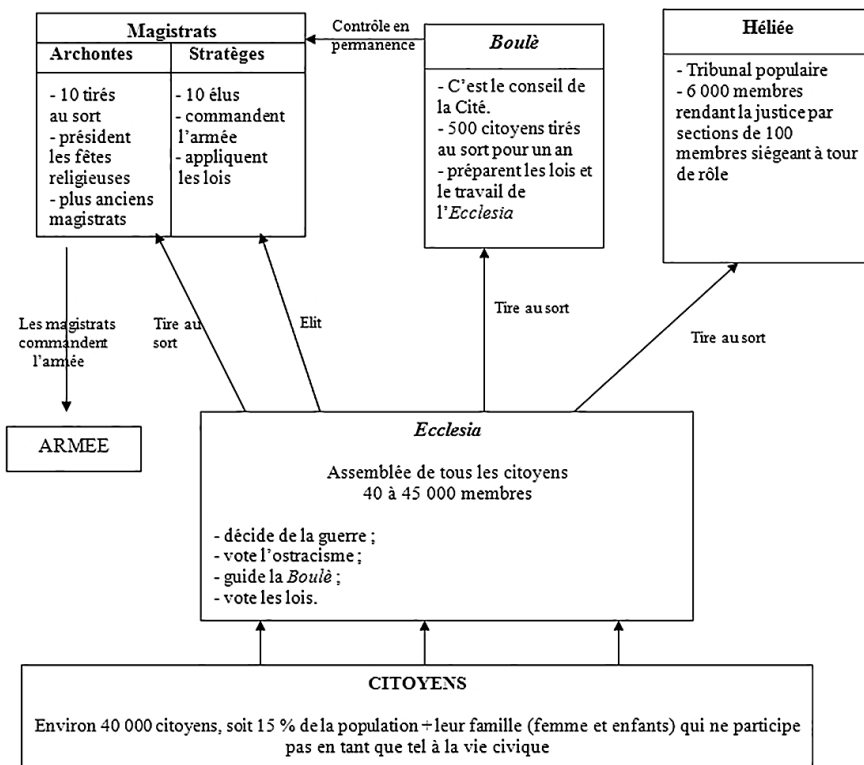 Magistrats
Archontes
- 10 tirés
au sort
- président
les fêtes
religieuses
- plus anciens
magistrats
Stratèges
- 10 élus
- commandent
l'armée
- appliquent
les lois
Contrôle en
permanence
Boulè
- C'est le conseil de
la Cité.
- 500 citoyens tirés
au sort pour un an
- préparent les lois et
le travail de
l'Ecclesia
Héliée
- Tribunal populaire
- 6 000 membres
rendant la justice par
sections de 100
membres siégeant à tour
de rôle
Les magistrats
commandent
l'armée
Tire au
sort
Elit
Tire au sort
Tire au sort
ARMEE
Ecclesia
Assemblée de tous les citoyens
40 à 45 000 membres
- décide de la guerre ;
- vote l'ostracisme ;
- guide la Boulè ;
- vote les lois.
CITOYENS
Environ 40 000 citoyens, soit 15 % de la population + leur famille (femme et enfants) qui ne participe
pas en tant que tel à la vie civique